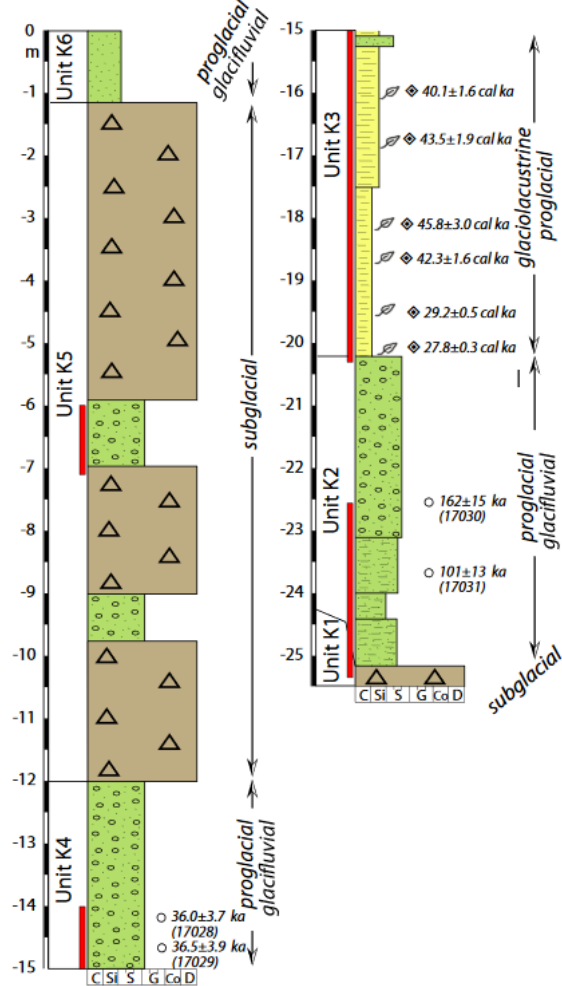 0
m
-1
-2
-3
-4
-5
-6
-7
-8
-9
-10
-11
-12
-13
-14
-15
Unit K6
Unit K5
Unit K4
proglacial
glacifluvial
subglacial
proglacial
glacifluvial
36.0±3.7 ka
(17028)
36.5±3.9 ka
(17029)
C Si S G Co D
-15
-16
-17
-18
-19
-20
-21
-22
-23
-24
-25
Unit K3
Unit K2
Unit K1
40.1±1.6 cal ka
43.5±1.9 cal ka
45.8±3.0 cal ka
42.3±1.6 cal ka
29.2±0.5 cal ka
27.8±0.3 cal ka
162±15 ka
(17030)
101±13 ka
(17031)
glaciolacustrine
proglacial
proglacial
glacifluvial
subglacial
C Si S G Co D